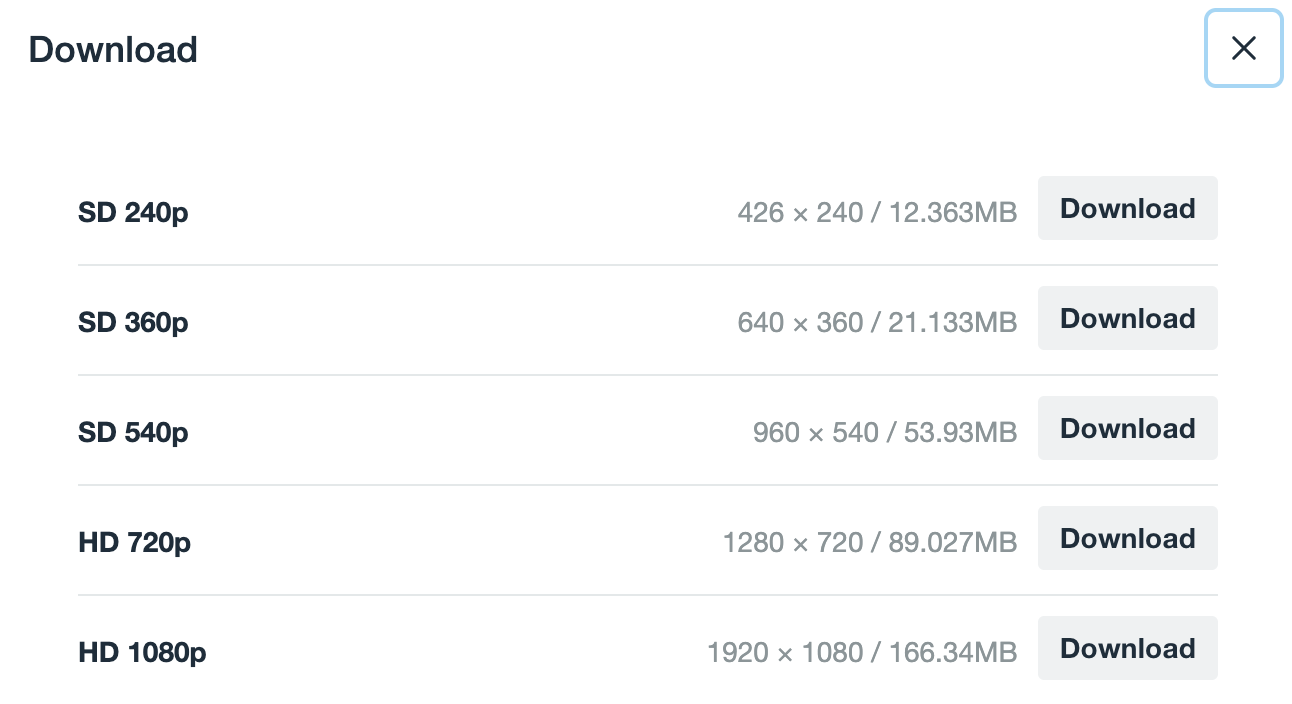 Download
SD 240p 426 × 240 / 12.363MB Download
SD 360p 640 × 360 / 21.133MB Download
SD 540p 960 × 540 / 53.93MB Download
HD 720p 1280 × 720 / 89.027MB Download
HD 1080p 1920 × 1080 / 166.34MB Download